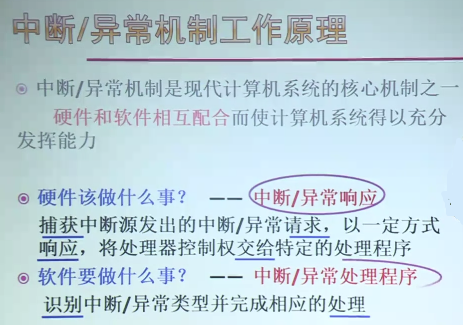 中断/异常机制工作原理
中断/异常机制是现代计算机系统的核心机制之一
硬件和软件相互配合而使计算机系统得以充分
发挥能力
硬件该做什么事? —— 中断/异常响应
捕获中断源发出的中断/异常请求，以一定方式
响应，将处理器控制权交给特定的处理程序
软件要做什么事? —— 中断/异常处理程序
识别中断/异常类型并完成相应的处理